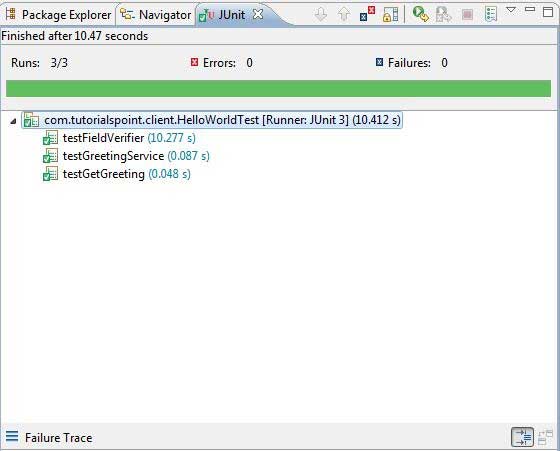 Package Explorer Navigator JUnit
Finished after 10.47 seconds
Runs: 3/3 Errors: 0 Failures: 0
com.tutorialspoint.client.HelloWorldTest [Runner: JUnit 3] (10.412 s)
testFieldVerifier (10.277 s)
testGreetingService (0.087 s)
testGetGreeting (0.048 s)
Failure Trace